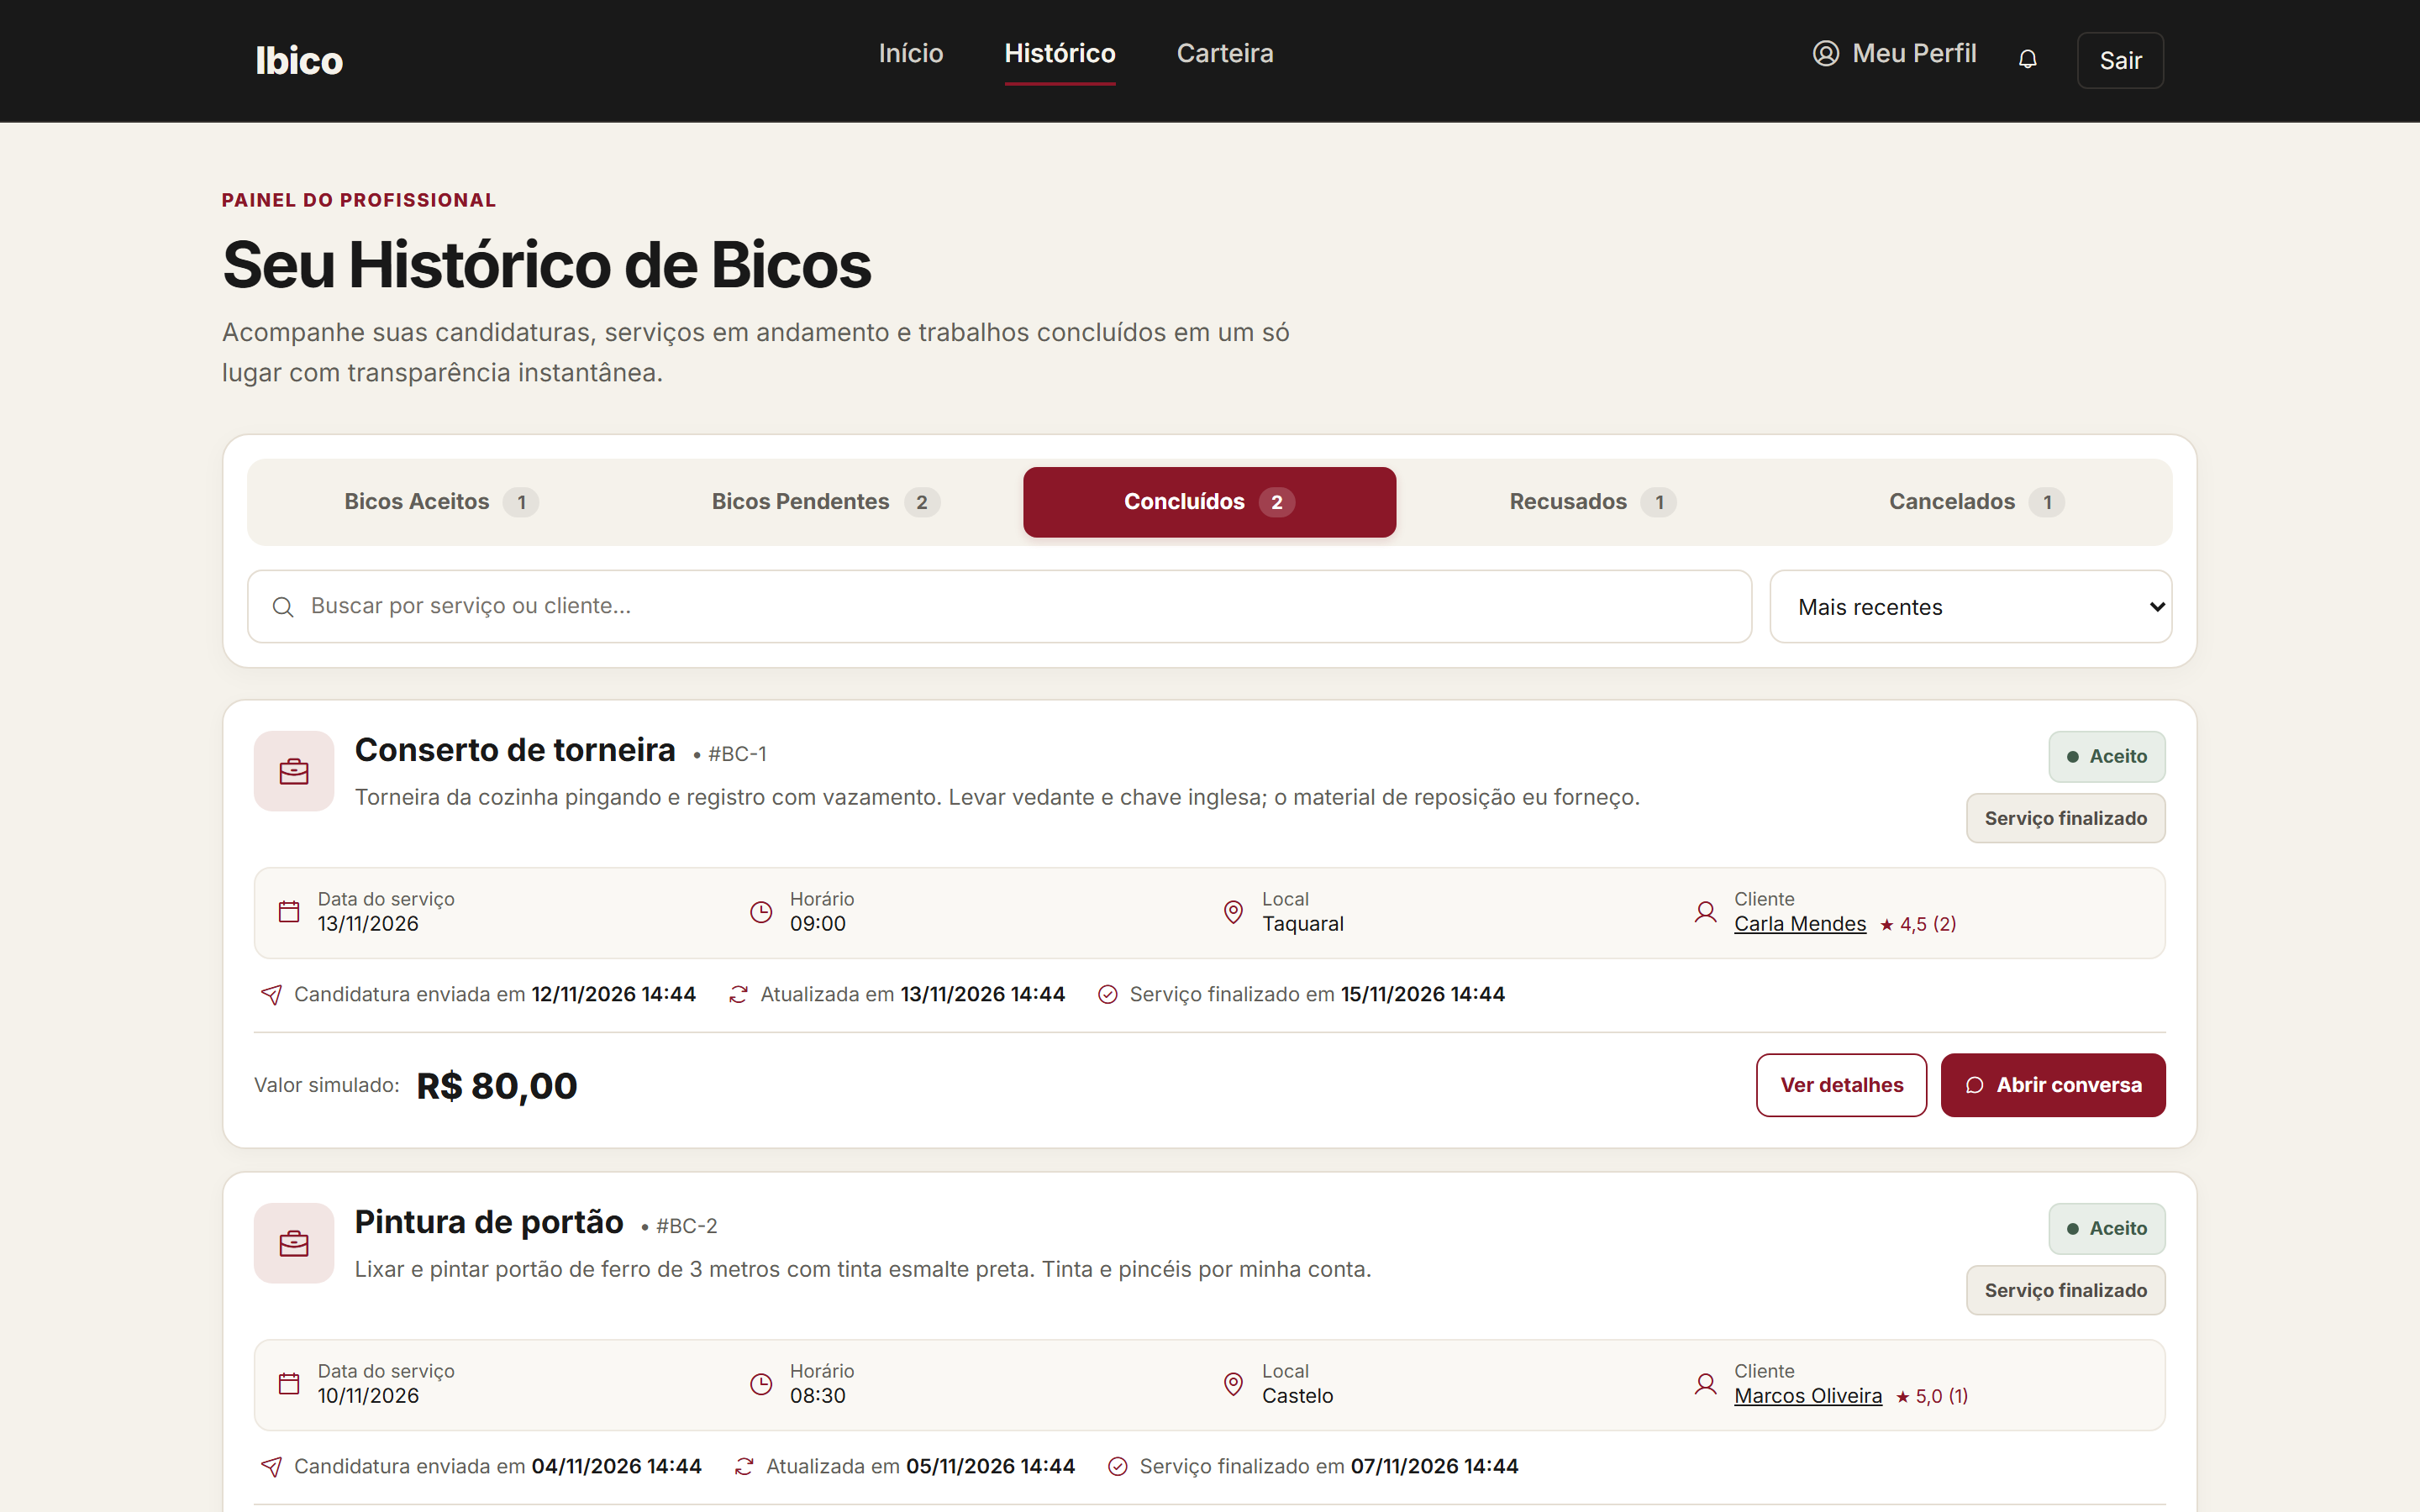 Ibico
Início
Histórico
Carteira
Meu Perfil
Sair
PAINEL DO PROFISSIONAL
Seu Histórico de Bicos
Acompanhe suas candidaturas, serviços em andamento e trabalhos concluídos em um só
lugar com transparência instantânea.
Bicos Aceitos 1
Bicos Pendentes 2
Concluídos 2
Recusados 1
Cancelados 1
Buscar por serviço ou cliente...
Mais recentes
Conserto de torneira • #BC-1
Torneira da cozinha pingando e registro com vazamento. Levar vedante e chave inglesa; o material de reposição eu forneço.
Aceito
Serviço finalizado
Data do serviço
13/11/2026
Horário
09:00
Local
Taquaral
Cliente
Carla Mendes ★ 4,5 (2)
Candidatura enviada em 12/11/2026 14:44
Atualizada em 13/11/2026 14:44
Serviço finalizado em 15/11/2026 14:44
Valor simulado: R$ 80,00
Ver detalhes
Abrir conversa
Pintura de portão • #BC-2
Lixar e pintar portão de ferro de 3 metros com tinta esmalte preta. Tinta e pincéis por minha conta.
Aceito
Serviço finalizado
Data do serviço
10/11/2026
Horário
08:30
Local
Castelo
Cliente
Marcos Oliveira ★ 5,0 (1)
Candidatura enviada em 04/11/2026 14:44
Atualizada em 05/11/2026 14:44
Serviço finalizado em 07/11/2026 14:44